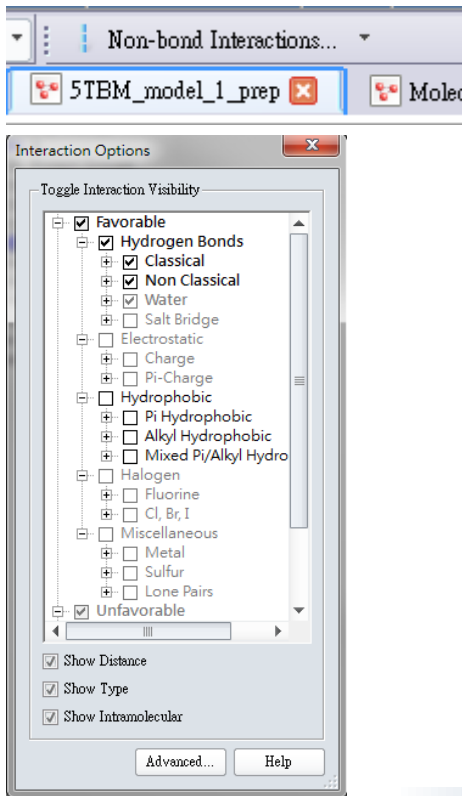 Non-bond Interactions...
5TBM_model_1_prep
Interaction Options
Toggle Interaction Visibility
Favorable
Hydrogen Bonds
Classical
Non Classical
Water
Salt Bridge
Electrostatic
Charge
Pi-Charge
Hydrophobic
Pi Hydrophobic
Alkyl Hydrophobic
Mixed Pi/Alkyl Hydro
Halogen
Fluorine
Cl, Br, I
Miscellaneous
Metal
Sulfur
Lone Pairs
Unfavorable
Show Distance
Show Type
Show Intramolecular
Advanced... Help